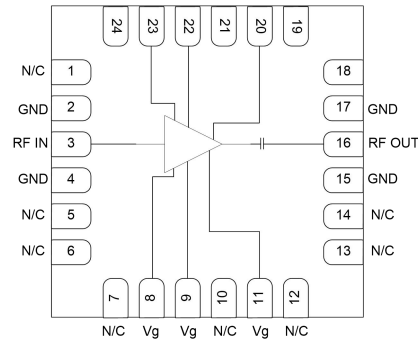 24 23 22 21 20 19
N/C 1 18
GND 2 17 GND
RF IN 3 16 RF OUT
GND 4 15 GND
N/C 5 14 N/C
N/C 6 13 N/C
7 8 9 10 11 12
N/C Vg Vg N/C Vg N/C